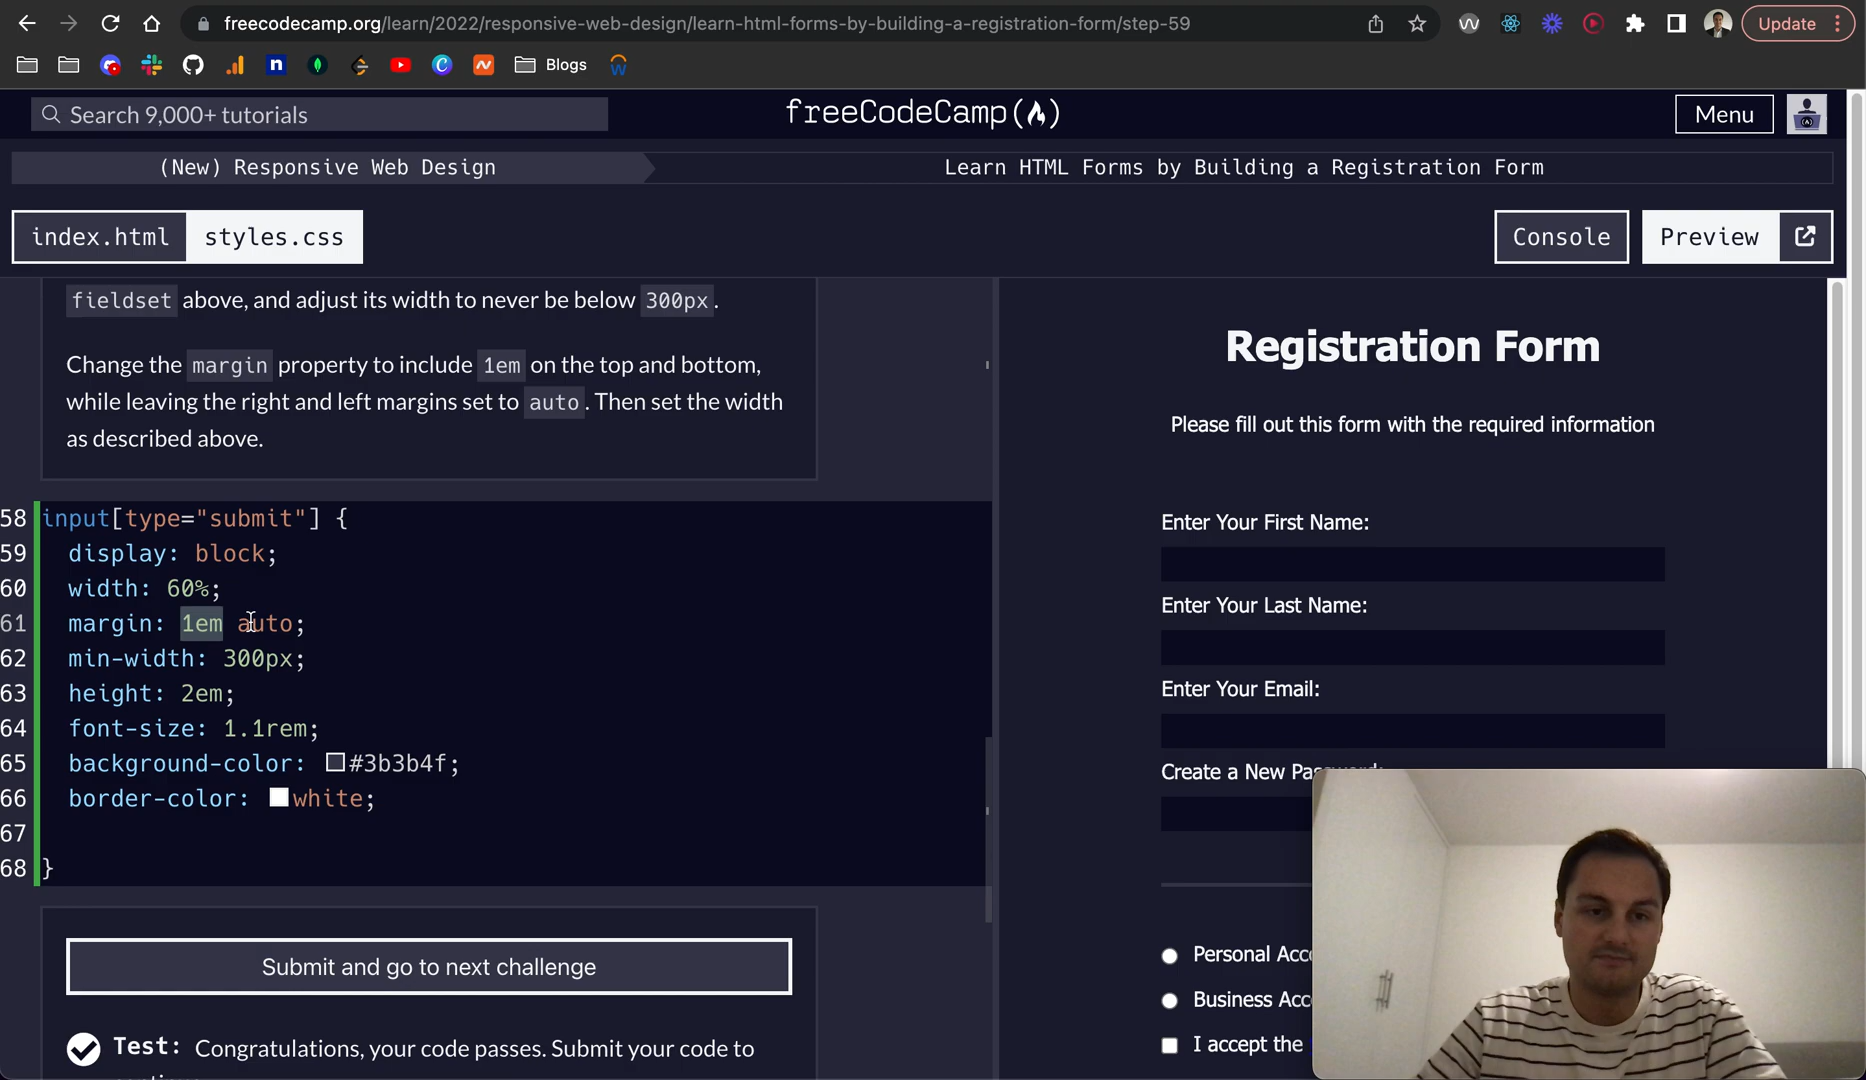 freecodecamp.org/learn/2022/responsive-web-design/learn-html-forms-by-building-a-registration-form/step-59
Update
Blogs
Search 9,000+ tutorials
freeCodeCamp
Menu
(New) Responsive Web Design
Learn HTML Forms by Building a Registration Form
index.html
styles.css
Console
Preview
fieldset above, and adjust its width to never be below 300px.
Change the margin property to include 1em on the top and bottom,
while leaving the right and left margins set to auto. Then set the width
as described above.
58 input[type="submit"] {
59 display: block;
60 width: 60%;
61 margin: 1em auto;
62 min-width: 300px;
63 height: 2em;
64 font-size: 1.1rem;
65 background-color: #3b3b4f;
66 border-color: white;
67
68 }
Submit and go to next challenge
Test: Congratulations, your code passes. Submit your code to
Registration Form
Please fill out this form with the required information
Enter Your First Name:
Enter Your Last Name:
Enter Your Email:
Create a New Password:
Personal Acc
Business Acc
I accept the